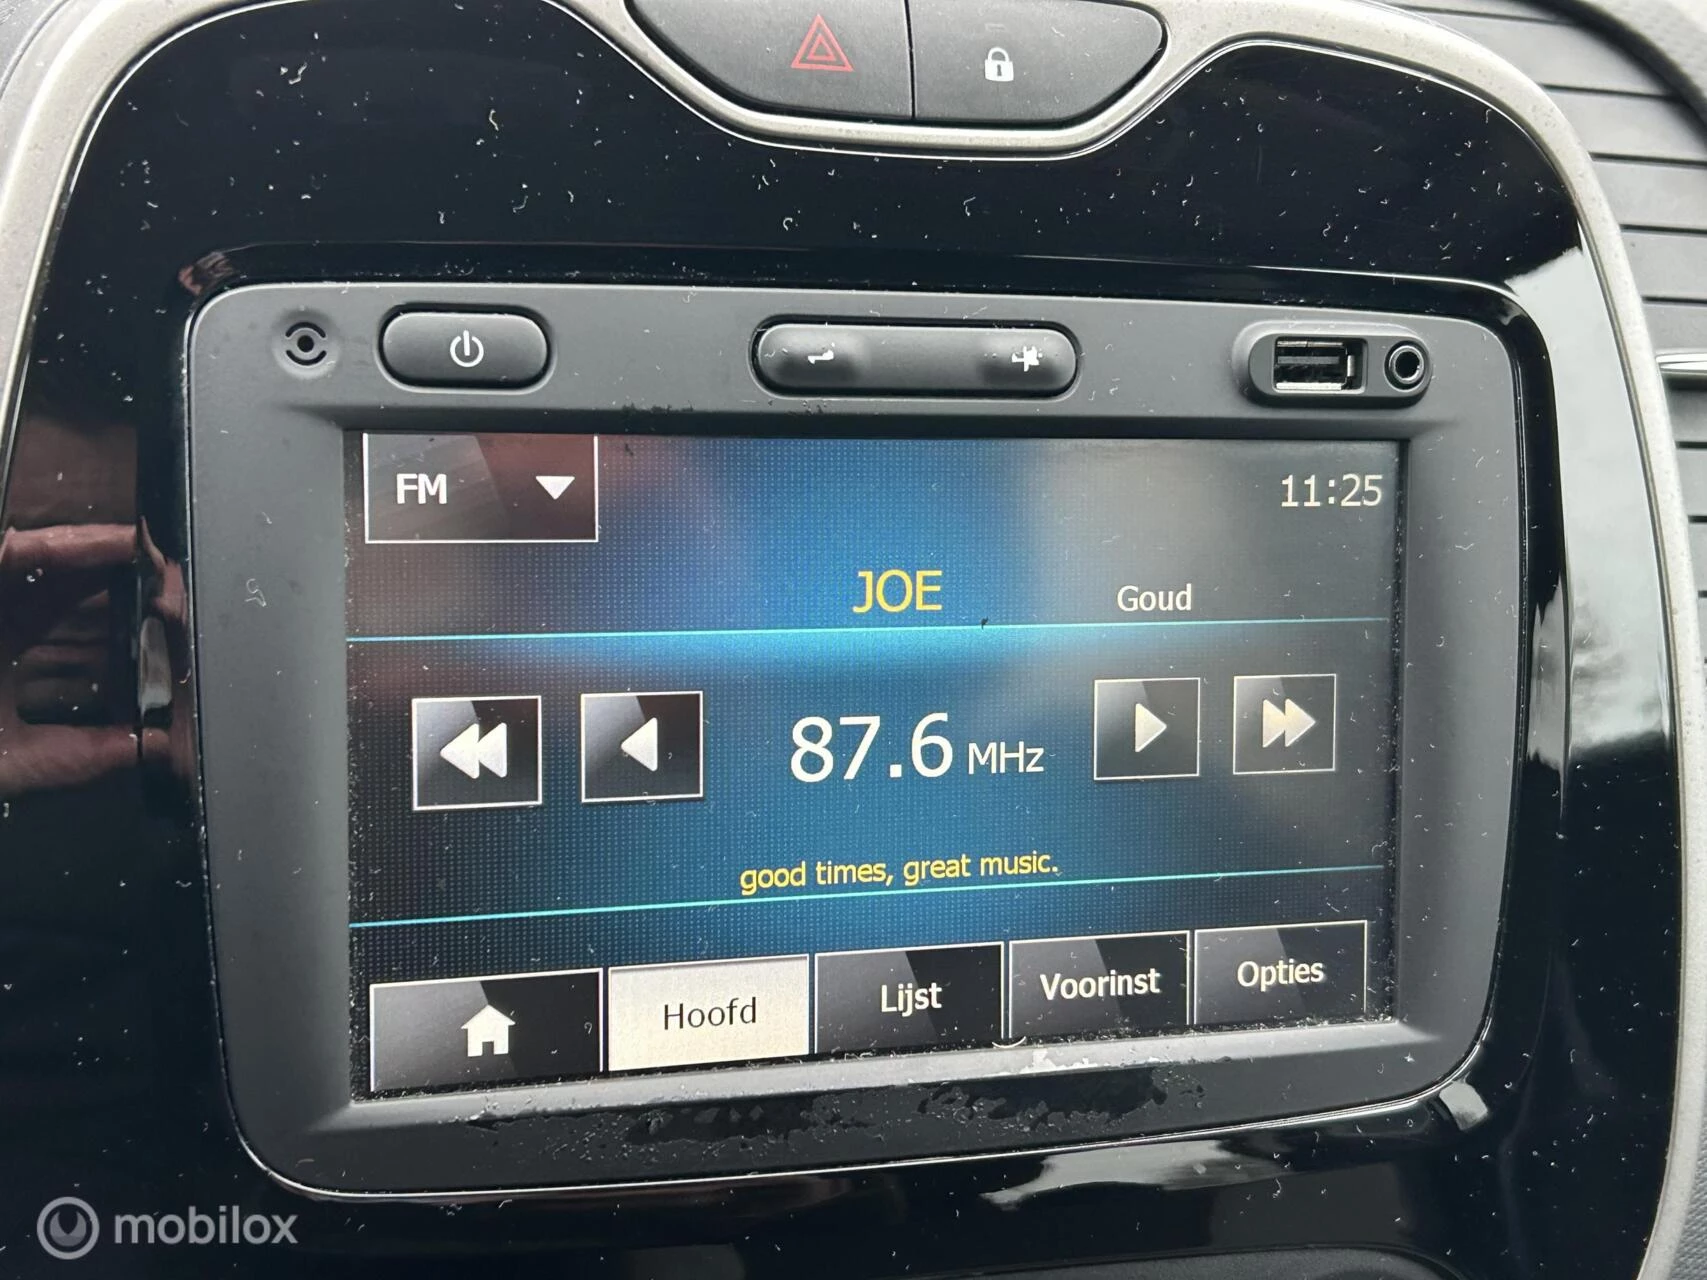 FM
11:25
JOE
Goud
87.6 MHz
good times, great music.
Hoofd
Lijst
Voorinst
Opties
mobilox